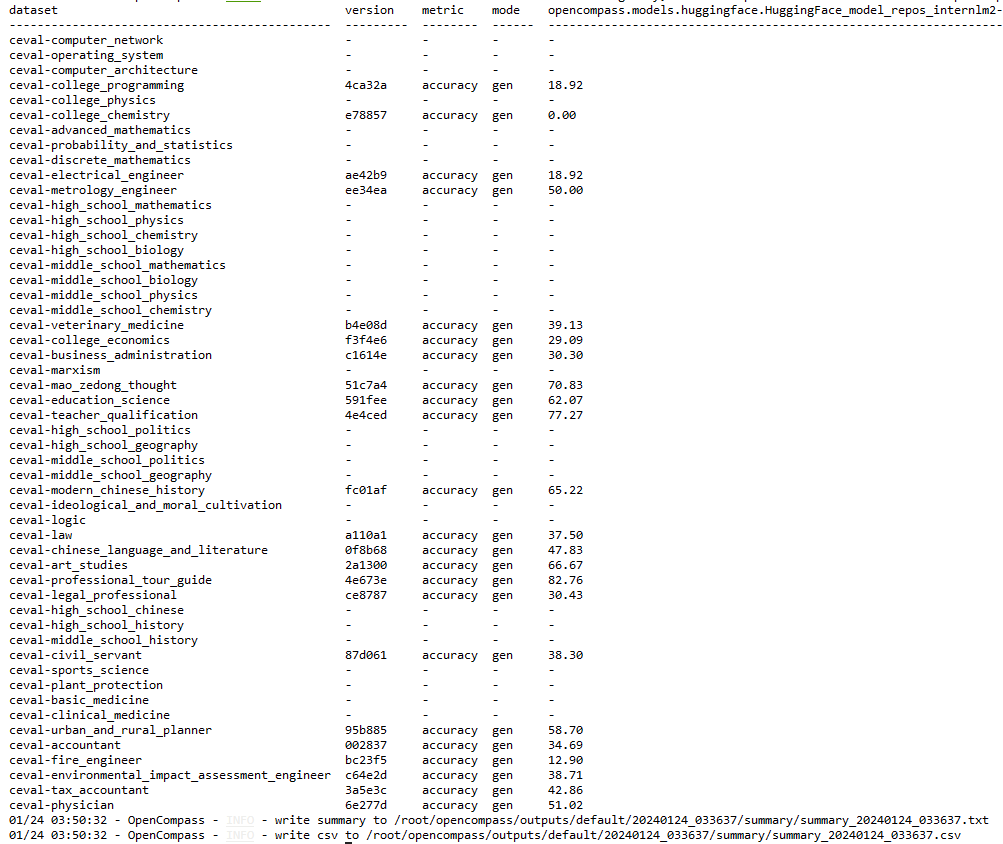 dataset version metric mode opencompass.models.huggingface.HuggingFace_model_repos_internlm2-
-------------------------------------------- --------- -------- ------ -----------------------------------------------------------------
ceval-computer_network - - - -
ceval-operating_system - - - -
ceval-computer_architecture - - - -
ceval-college_programming 4ca32a accuracy gen 18.92
ceval-college_physics - - - -
ceval-college_chemistry e78857 accuracy gen 0.00
ceval-advanced_mathematics - - - -
ceval-probability_and_statistics - - - -
ceval-discrete_mathematics - - - -
ceval-electrical_engineer ae42b9 accuracy gen 18.92
ceval-metrology_engineer ee34ea accuracy gen 50.00
ceval-high_school_mathematics - - - -
ceval-high_school_physics - - - -
ceval-high_school_chemistry - - - -
ceval-high_school_biology - - - -
ceval-middle_school_mathematics - - - -
ceval-middle_school_biology - - - -
ceval-middle_school_physics - - - -
ceval-middle_school_chemistry - - - -
ceval-veterinary_medicine b4e08d accuracy gen 39.13
ceval-college_economics f3f4e6 accuracy gen 29.09
ceval-business_administration c1614e accuracy gen 30.30
ceval-marxism - - - -
ceval-mao_zedong_thought 51c7a4 accuracy gen 70.83
ceval-education_science 591fee accuracy gen 62.07
ceval-teacher_qualification 4e4ced accuracy gen 77.27
ceval-high_school_politics - - - -
ceval-high_school_geography - - - -
ceval-middle_school_politics - - - -
ceval-middle_school_geography - - - -
ceval-modern_chinese_history fc01af accuracy gen 65.22
ceval-ideological_and_moral_cultivation - - - -
ceval-logic - - - -
ceval-law a110a1 accuracy gen 37.50
ceval-chinese_language_and_literature 0f8b68 accuracy gen 47.83
ceval-art_studies 2a1300 accuracy gen 66.67
ceval-professional_tour_guide 4e673e accuracy gen 82.76
ceval-legal_professional ce8787 accuracy gen 30.43
ceval-high_school_chinese - - - -
ceval-high_school_history - - - -
ceval-middle_school_history - - - -
ceval-civil_servant 87d061 accuracy gen 38.30
ceval-sports_science - - - -
ceval-plant_protection - - - -
ceval-basic_medicine - - - -
ceval-clinical_medicine - - - -
ceval-urban_and_rural_planner 95b885 accuracy gen 58.70
ceval-accountant 002837 accuracy gen 34.69
ceval-fire_engineer bc23f5 accuracy gen 12.90
ceval-environmental_impact_assessment_engineer c64e2d accuracy gen 38.71
ceval-tax_accountant 3a5e3c accuracy gen 42.86
ceval-physician 6e277d accuracy gen 51.02
01/24 03:50:32 - OpenCompass - INFO - write summary to /root/opencompass/outputs/default/20240124_033637/summary/summary_20240124_033637.txt
01/24 03:50:32 - OpenCompass - INFO - write csv to /root/opencompass/outputs/default/20240124_033637/summary/summary_20240124_033637.csv